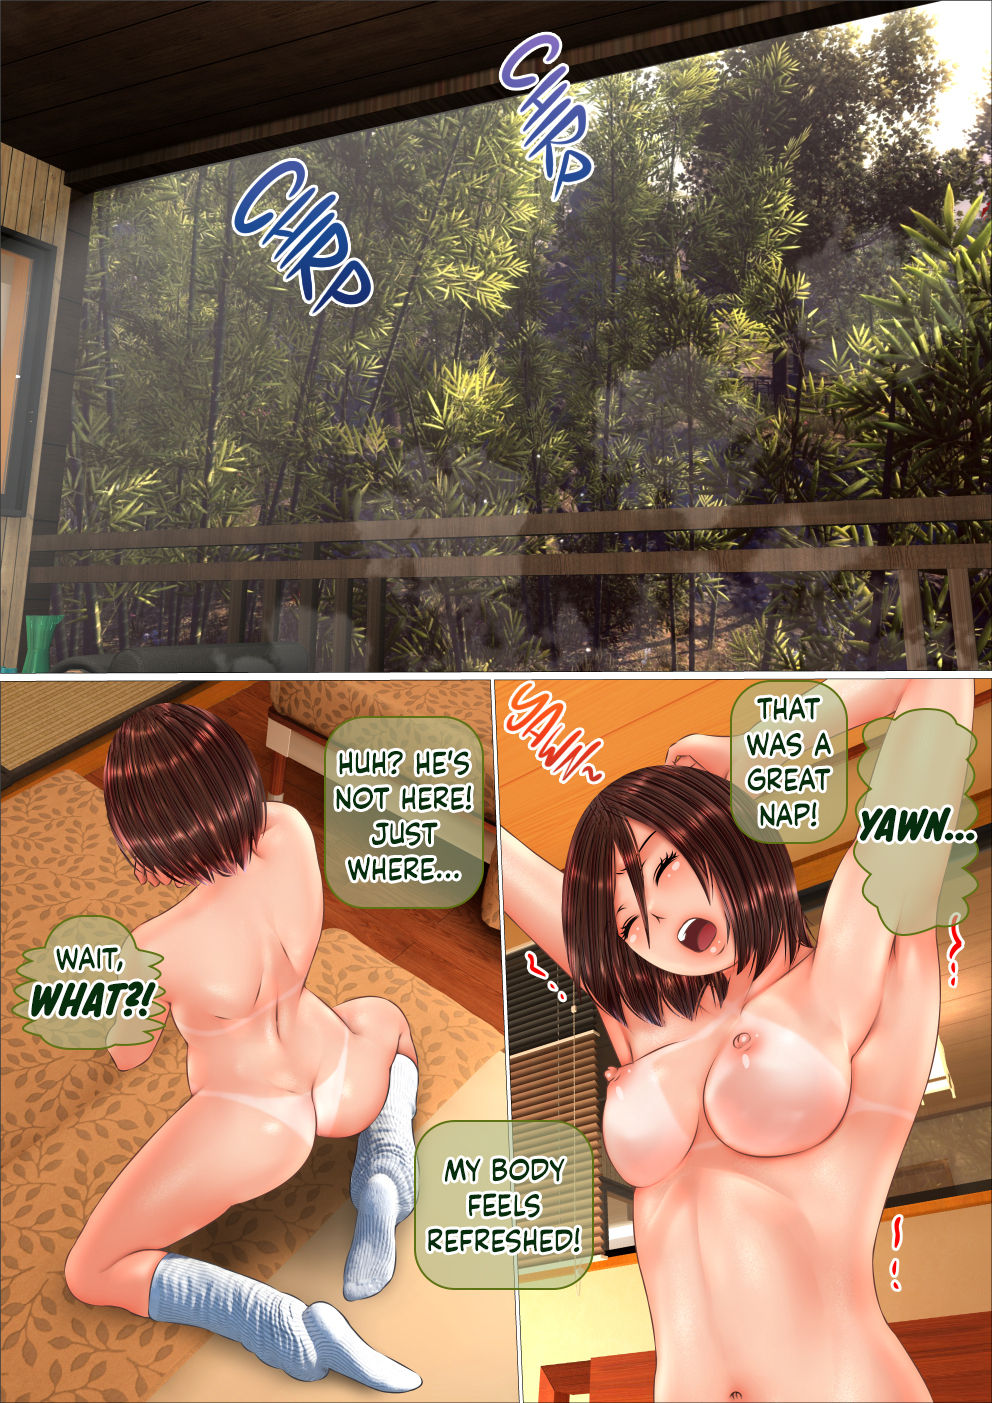 CHIRP
CHIRP
YAWN~
THAT
WAS A
GREAT
NAP!
YAWN...
MY BODY
FEELS
REFRESHED!
HUH? HE'S
NOT HERE!
JUST
WHERE...
WAIT,
WHAT?!